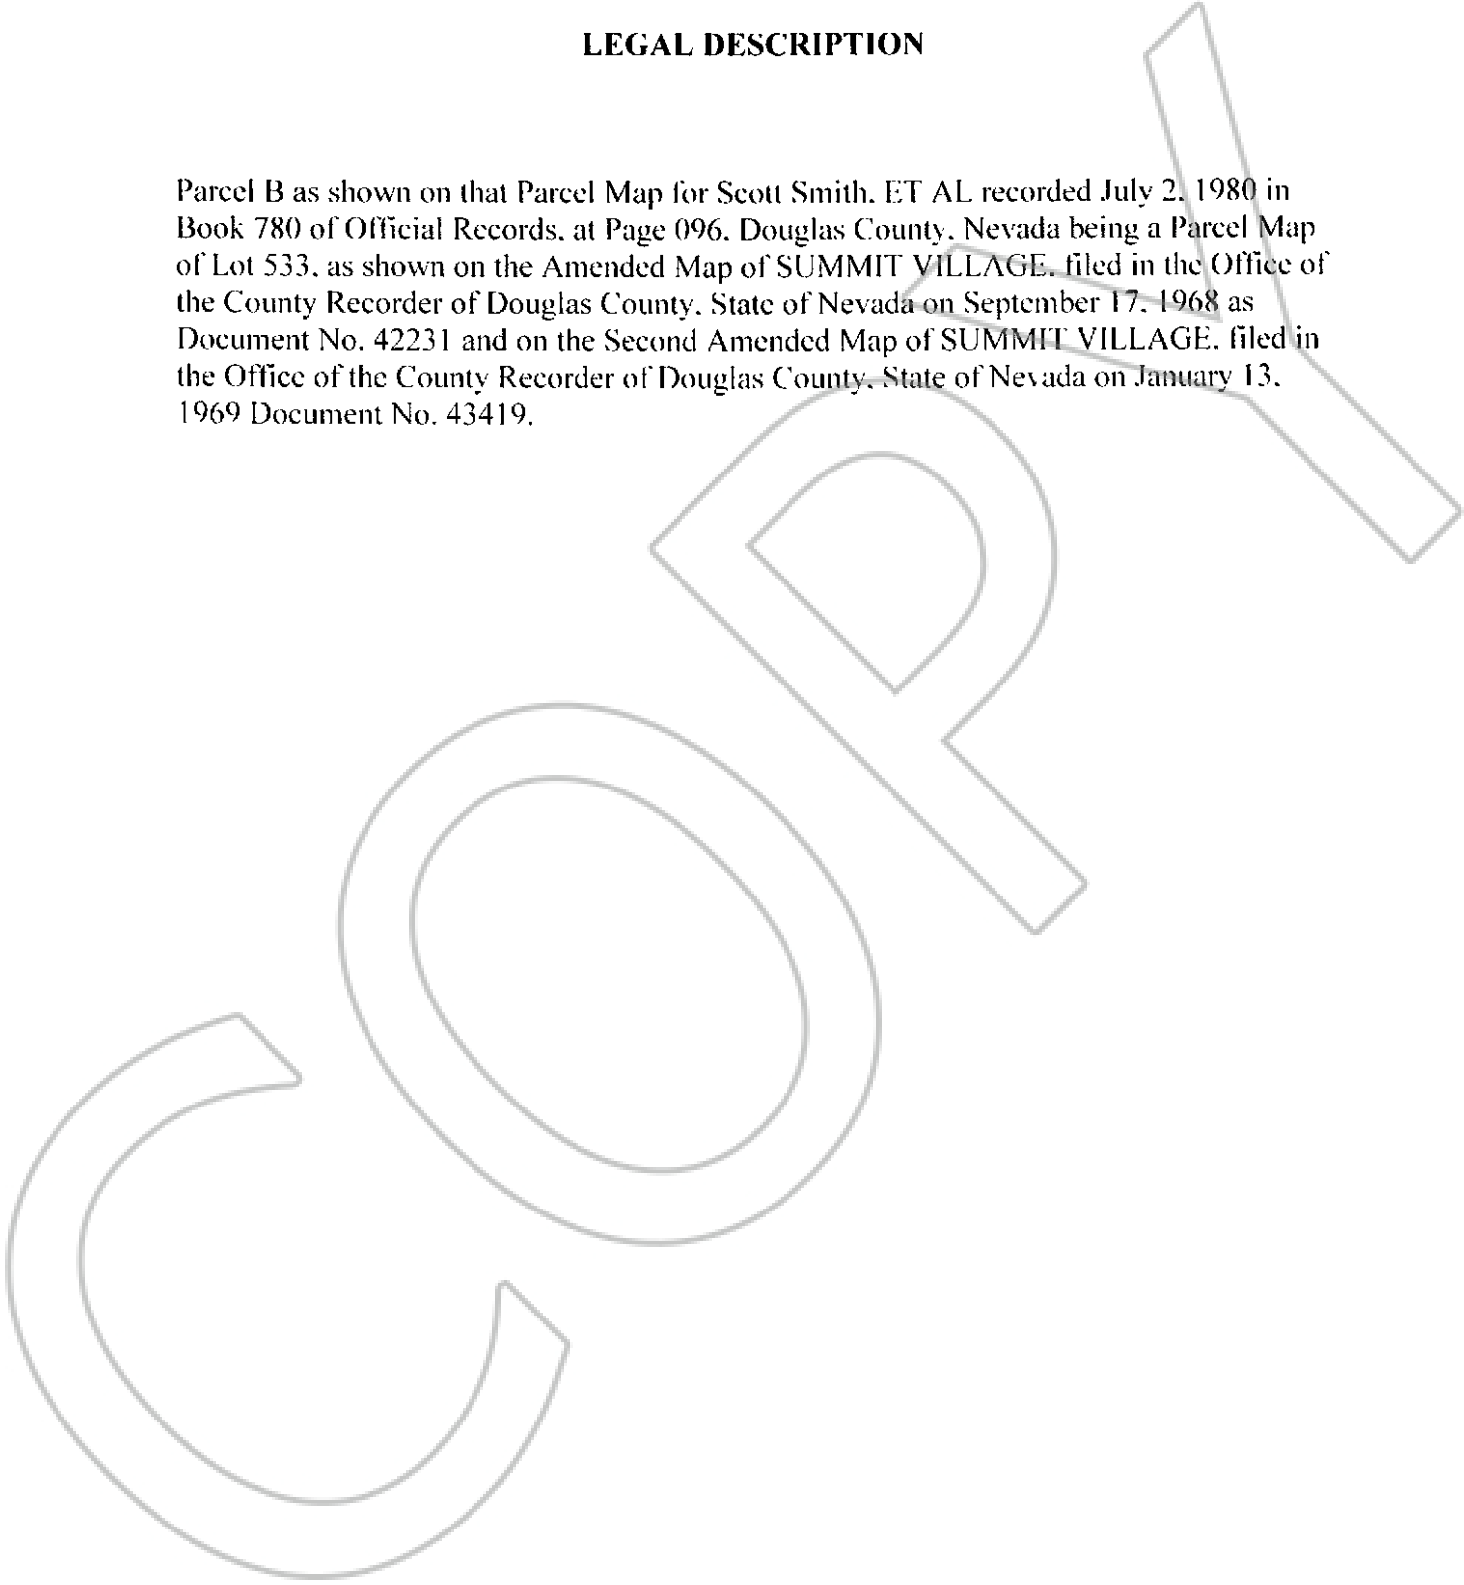 LEGAL DESCRIPTION
Parcel B as shown on that Parcel Map for Scott Smith, ET AL recorded July 2, 1980 in
Book 780 of Official Records, at Page 096, Douglas County, Nevada being a Parcel Map
of Lot 533, as shown on the Amended Map of SUMMIT VILLAGE, filed in the Office of
the County Recorder of Douglas County, State of Nevada on September 17, 1968 as
Document No. 42231 and on the Second Amended Map of SUMMIT VILLAGE, filed in
the Office of the County Recorder of Douglas County, State of Nevada on January 13,
1969 Document No. 43419.
COPY